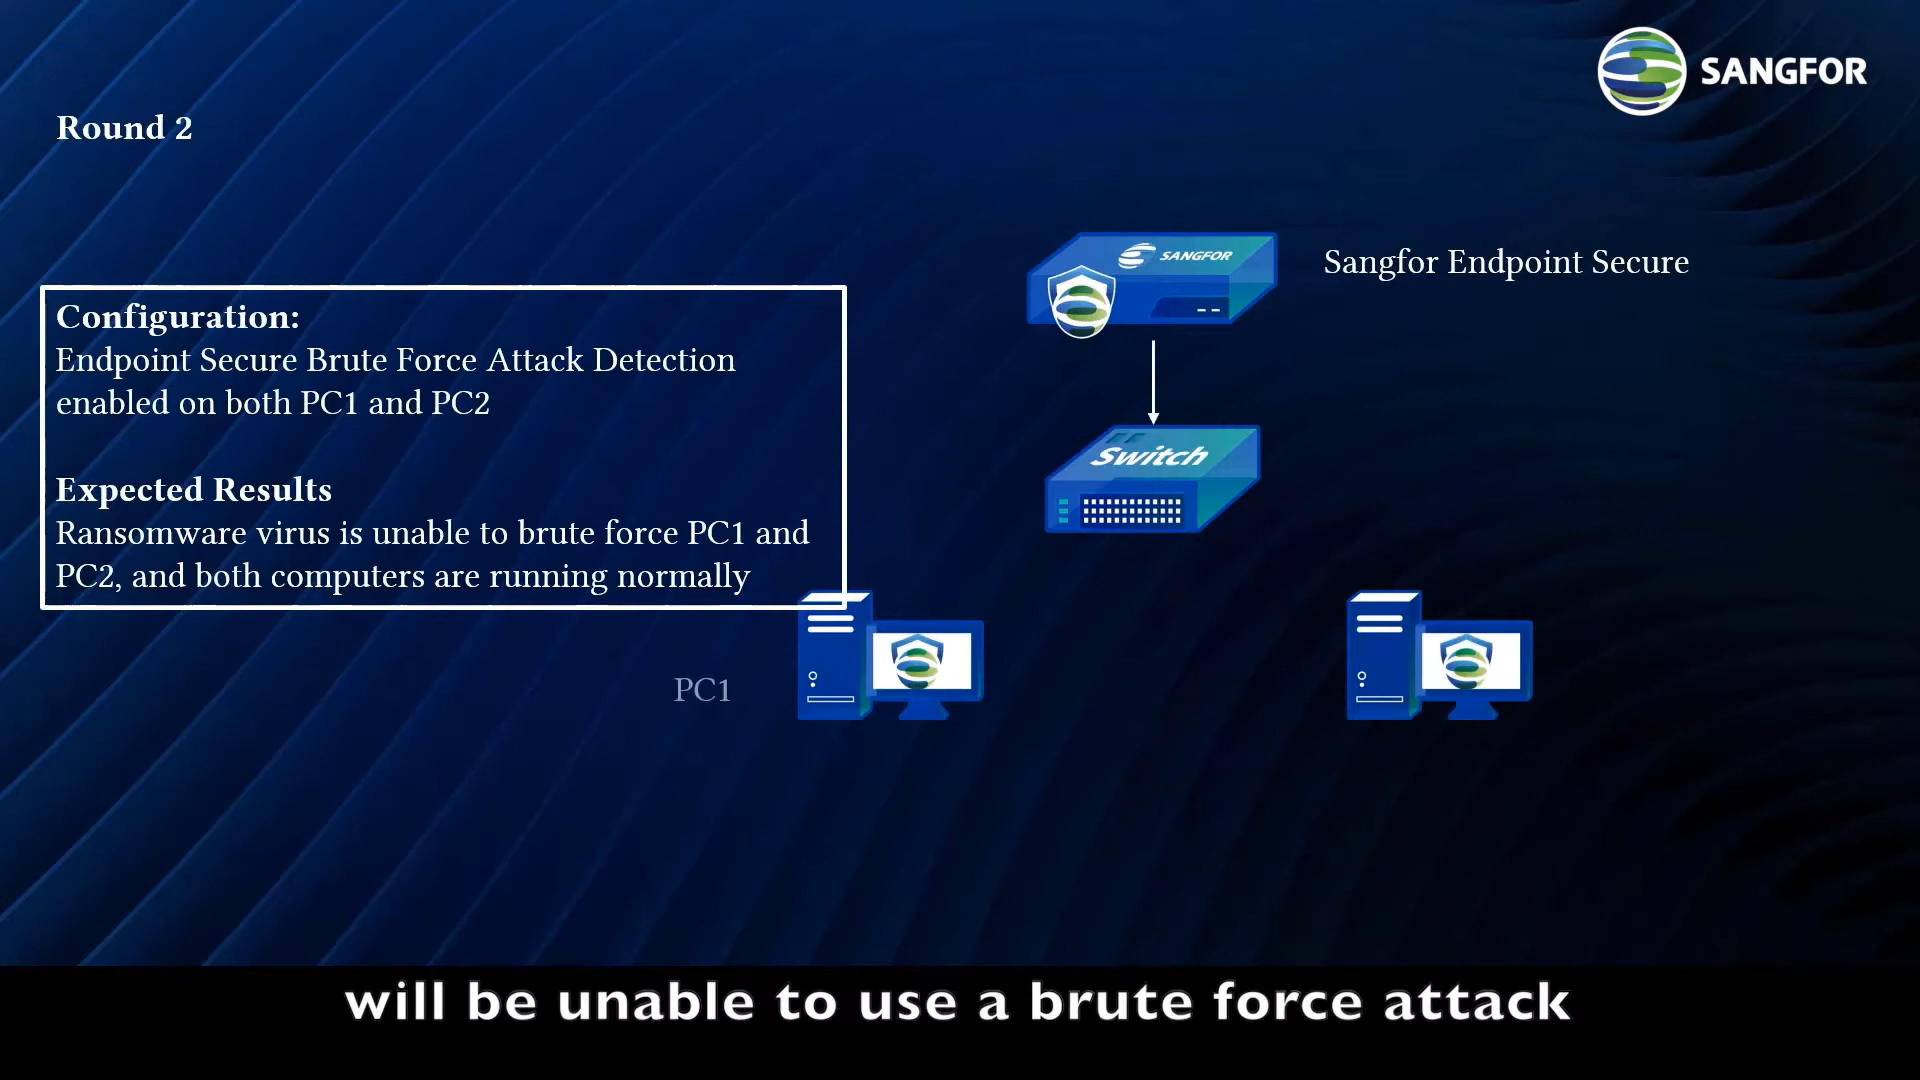 SANGFOR
Round 2
SANGFOR
Sangfor Endpoint Secure
Configuration:
Endpoint Secure Brute Force Attack Detection
enabled on both PC1 and PC2
Switch
Expected Results
Ransomware virus is unable to brute force PC1 and
PC2, and both computers are running normally
PC1
will be unable to use a brute force attack